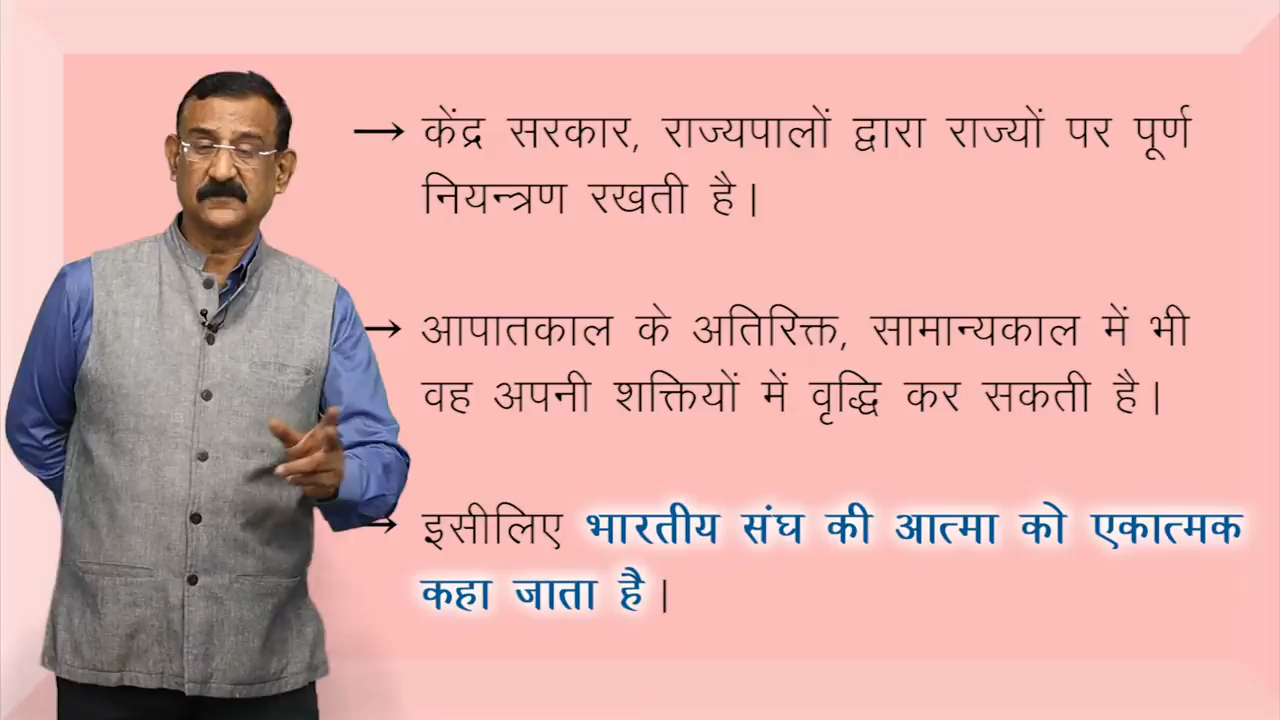 → केंद्र सरकार, राज्यपालों द्वारा राज्यों पर पूर्ण
नियन्त्रण रखती है।
→ आपातकाल के अतिरिक्त, सामान्यकाल में भी
वह अपनी शक्तियों में वृद्धि कर सकती है।
→ इसीलिए भारतीय संघ की आत्मा को एकात्मक
कहा जाता है।